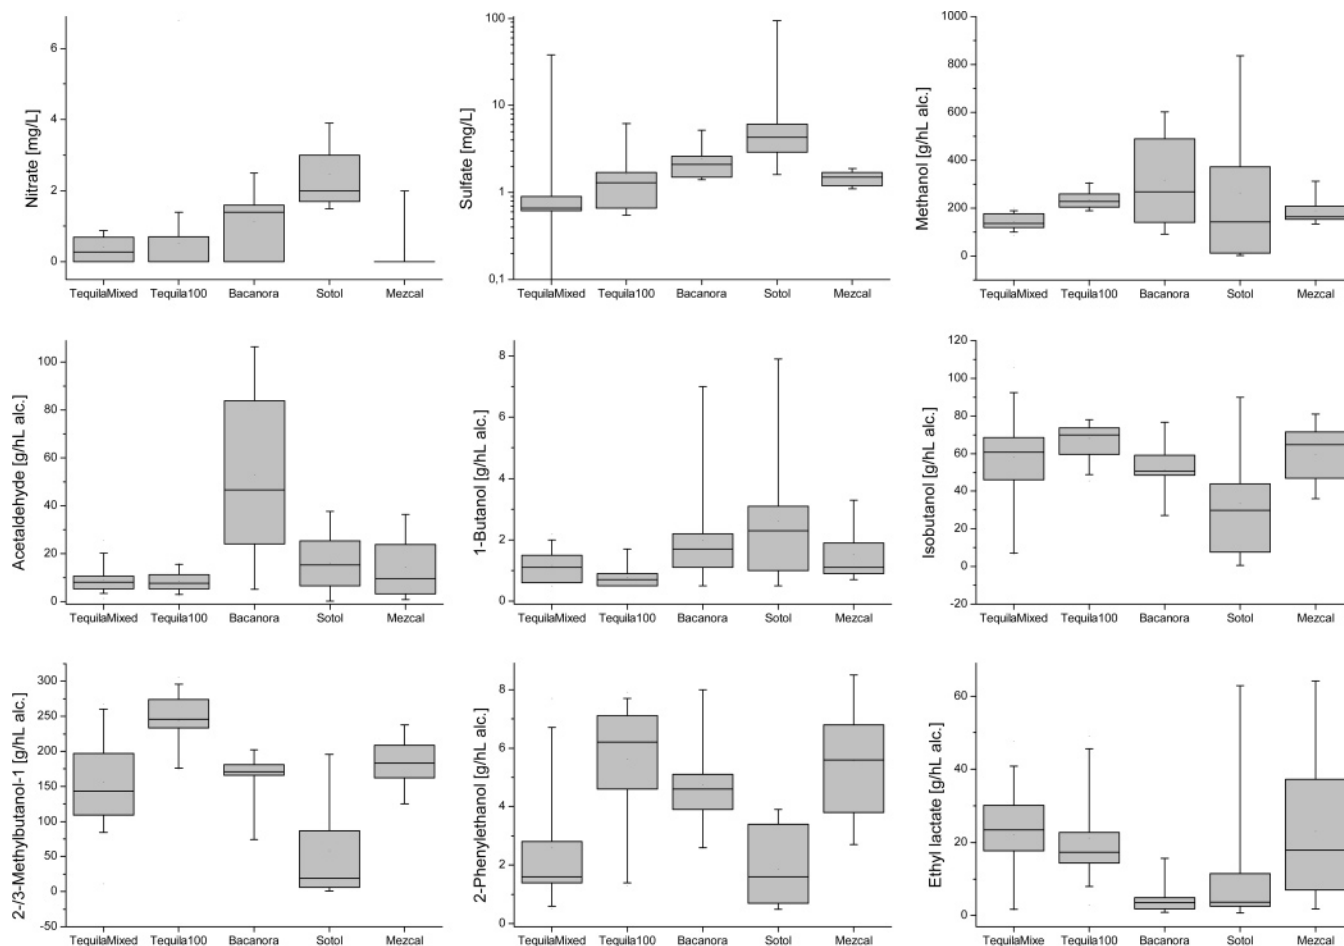 Nitrate [mg/L]
6
4
2
0
TequilaMixed Tequila100 Bacanora Sotol Mezcal
Sulfate [mg/L]
100
10
1
0,1
TequilaMixed Tequila100 Bacanora Sotol Mezcal
Methanol [g/hL alc.]
1000
800
600
400
200
0
TequilaMixed Tequila100 Bacanora Sotol Mezcal
Acetaldehyde [g/hL alc.]
100
80
60
40
20
0
TequilaMixed Tequila100 Bacanora Sotol Mezcal
1-Butanol [g/hL alc.]
8
6
4
2
0
TequilaMixed Tequila100 Bacanora Sotol Mezcal
Isobutanol [g/hL alc.]
120
100
80
60
40
20
0
-20
TequilaMixed Tequila100 Bacanora Sotol Mezcal
2-/3-Methylbutanol-1 [g/hL alc.]
300
250
200
150
100
50
0
-50
TequilaMixed Tequila100 Bacanora Sotol Mezcal
2-Phenylethanol [g/hL alc.]
8
6
4
2
0
TequilaMixed Tequila100 Bacanora Sotol Mezcal
Ethyl lactate [g/hL alc.]
60
40
20
0
TequilaMixe Tequila100 Bacanora Sotol Mezcal